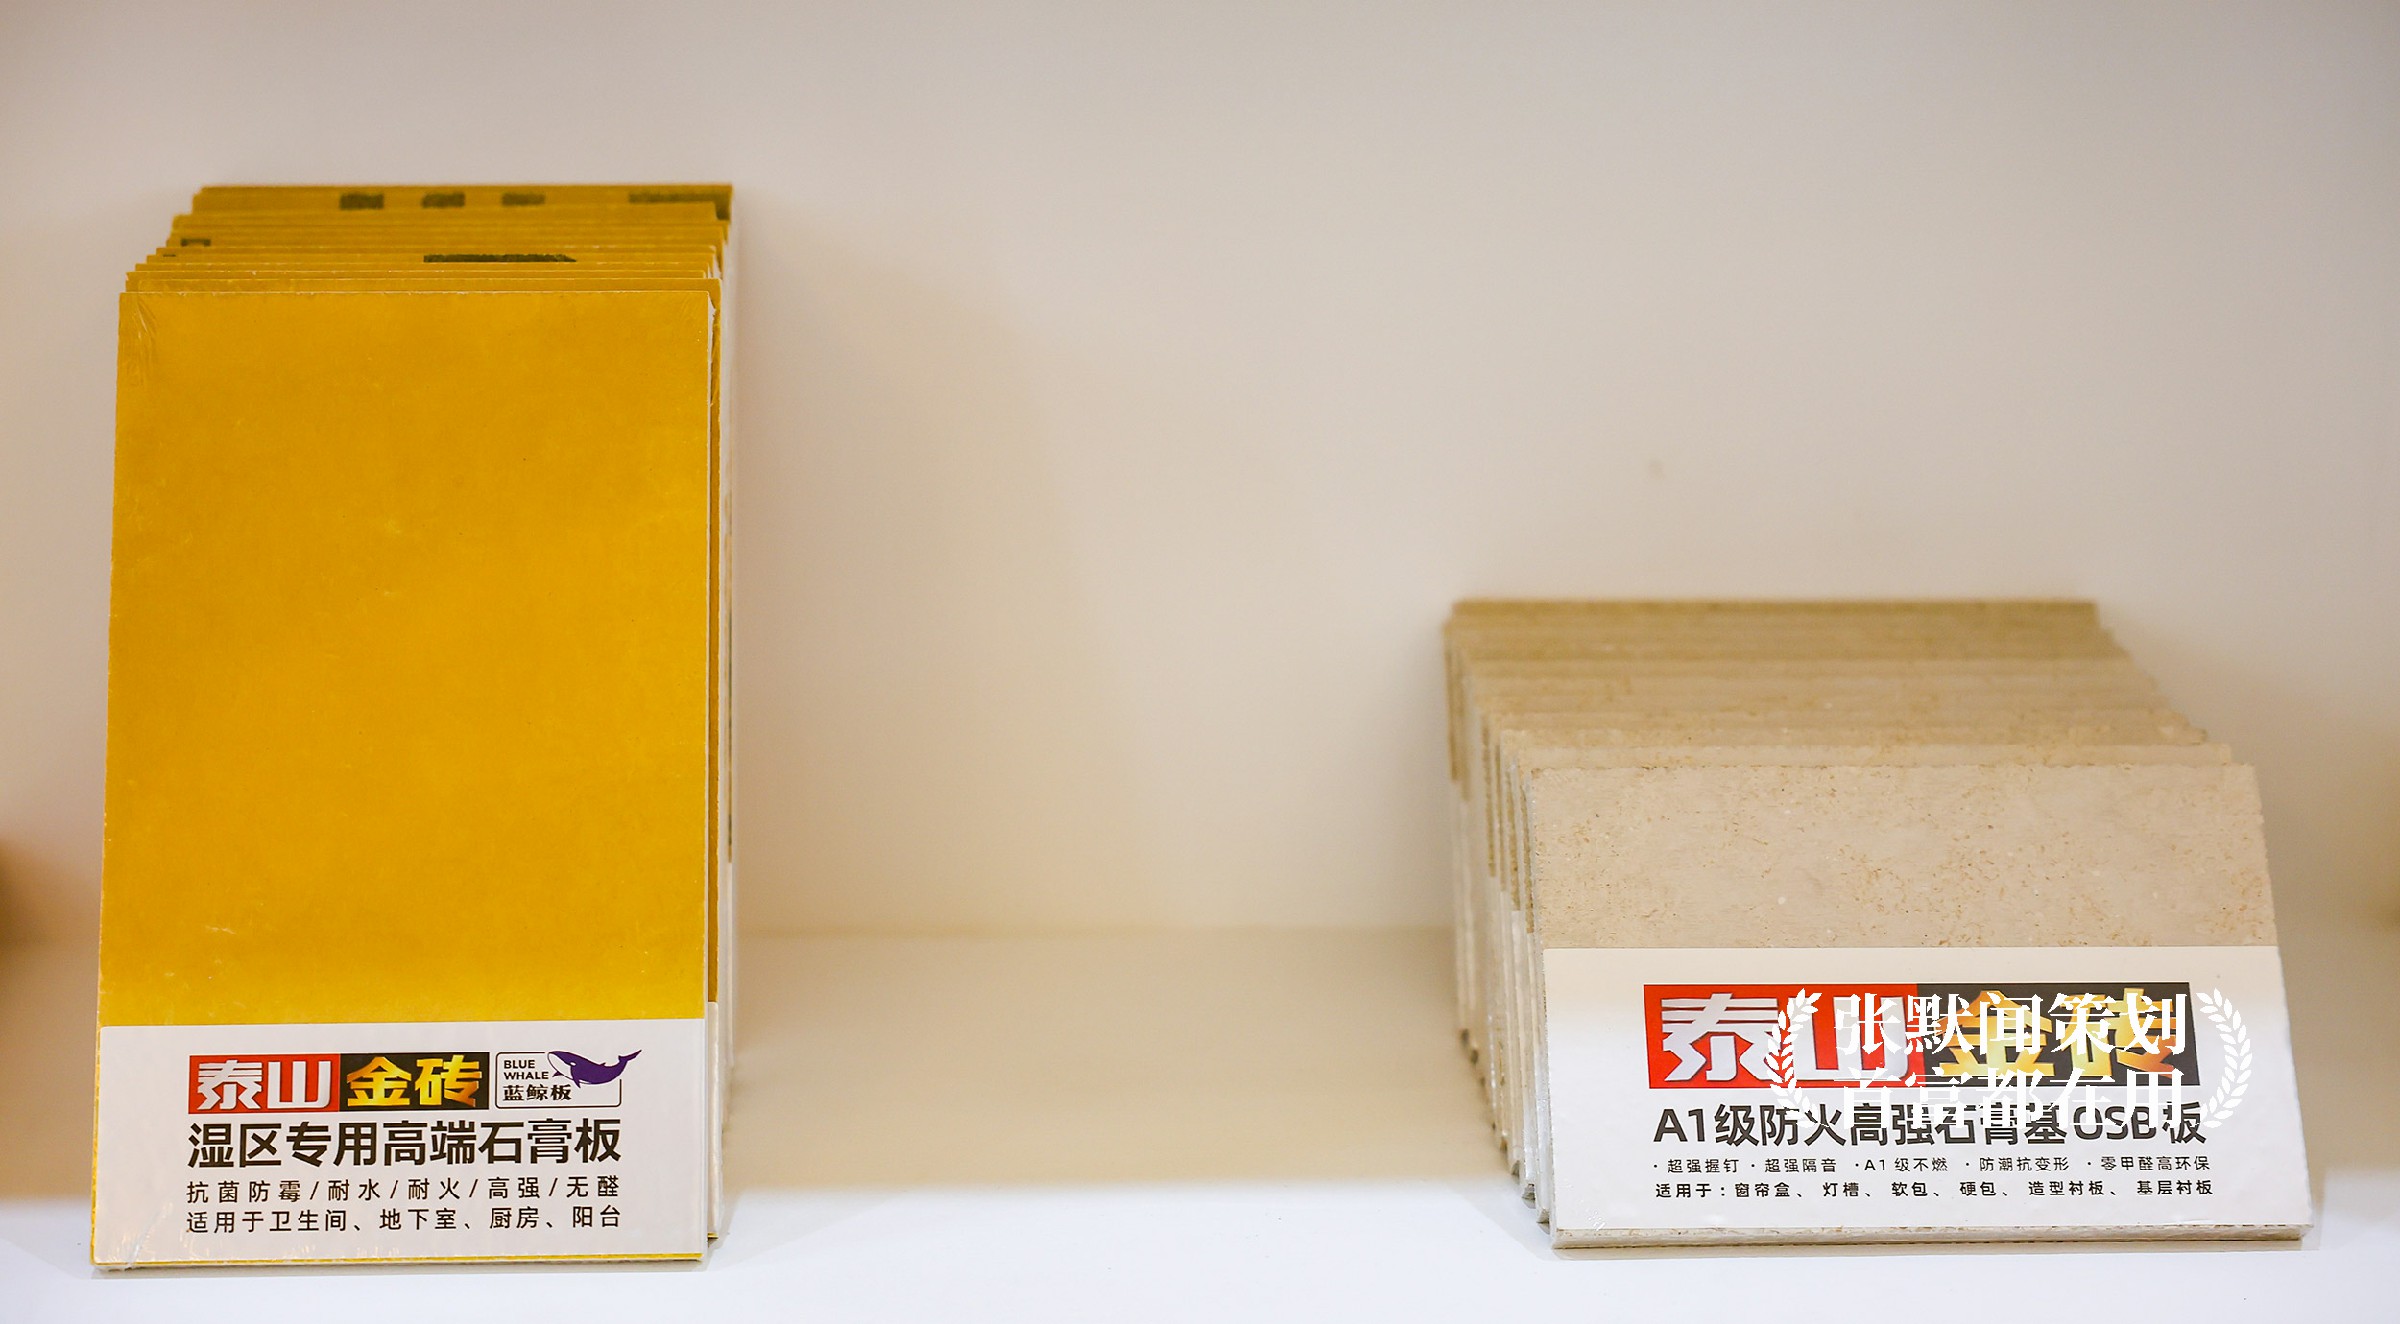 泰山金砖
BLUE
WHALE
蓝鲸板
湿区专用高端石膏板
抗菌防霉/耐水/耐火/高强/无醛
适用于卫生间、地下室、厨房、阳台
泰山金砖
A1级防火高强石膏基OSB板
·超强握钉 ·超强隔音 ·A1级不燃 ·防潮抗变形 ·零甲醛高环保
适用于：窗帘盒、灯槽、软包、硬包、造型衬板、基层衬板
张默闻策划
首富都在用